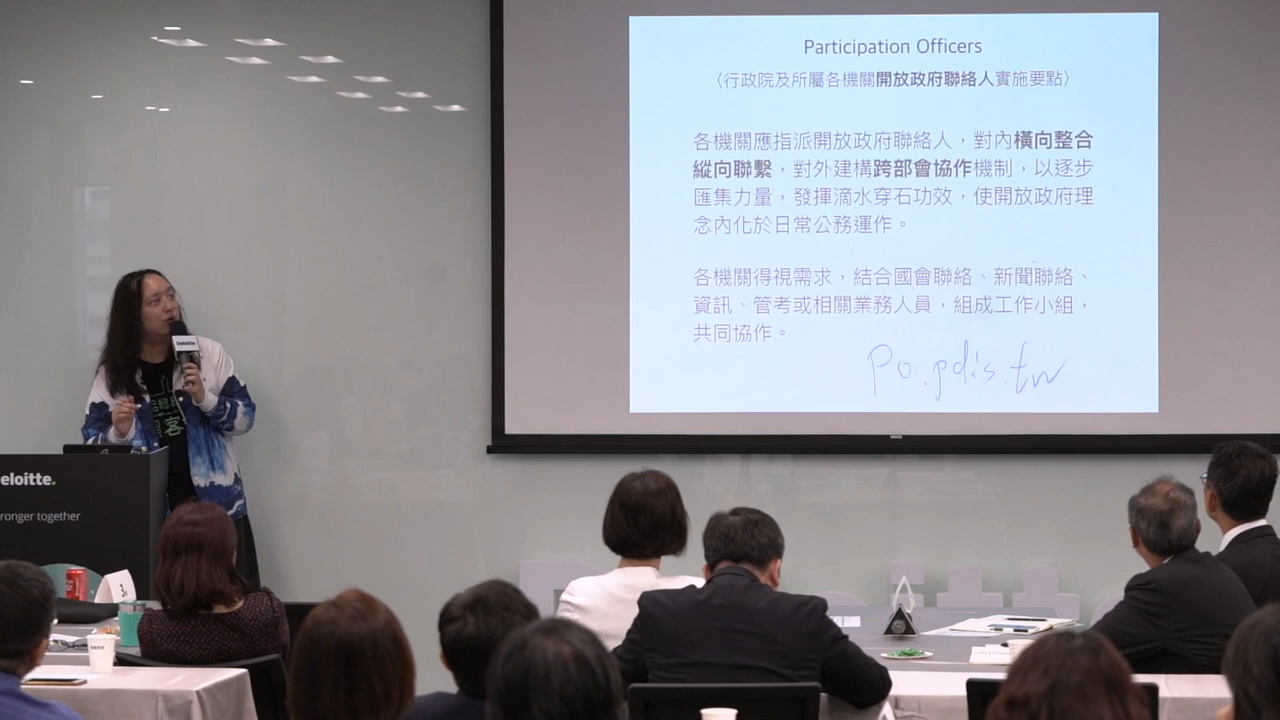 Participation Officers
〈行政院及所屬各機關開放政府聯絡人實施要點〉
各機關應指派開放政府聯絡人，對內橫向整合
縱向聯繫，對外建構跨部會協作機制，以逐步
匯集力量，發揮滴水穿石功效，使開放政府理
念內化於日常公務運作。
各機關得視需求，結合國會聯絡、新聞聯絡、
資訊、管考或相關業務人員，組成工作小組，
共同協作。
Po.pdis.tw
Deloitte.
客
eloitte.
ronger together
3